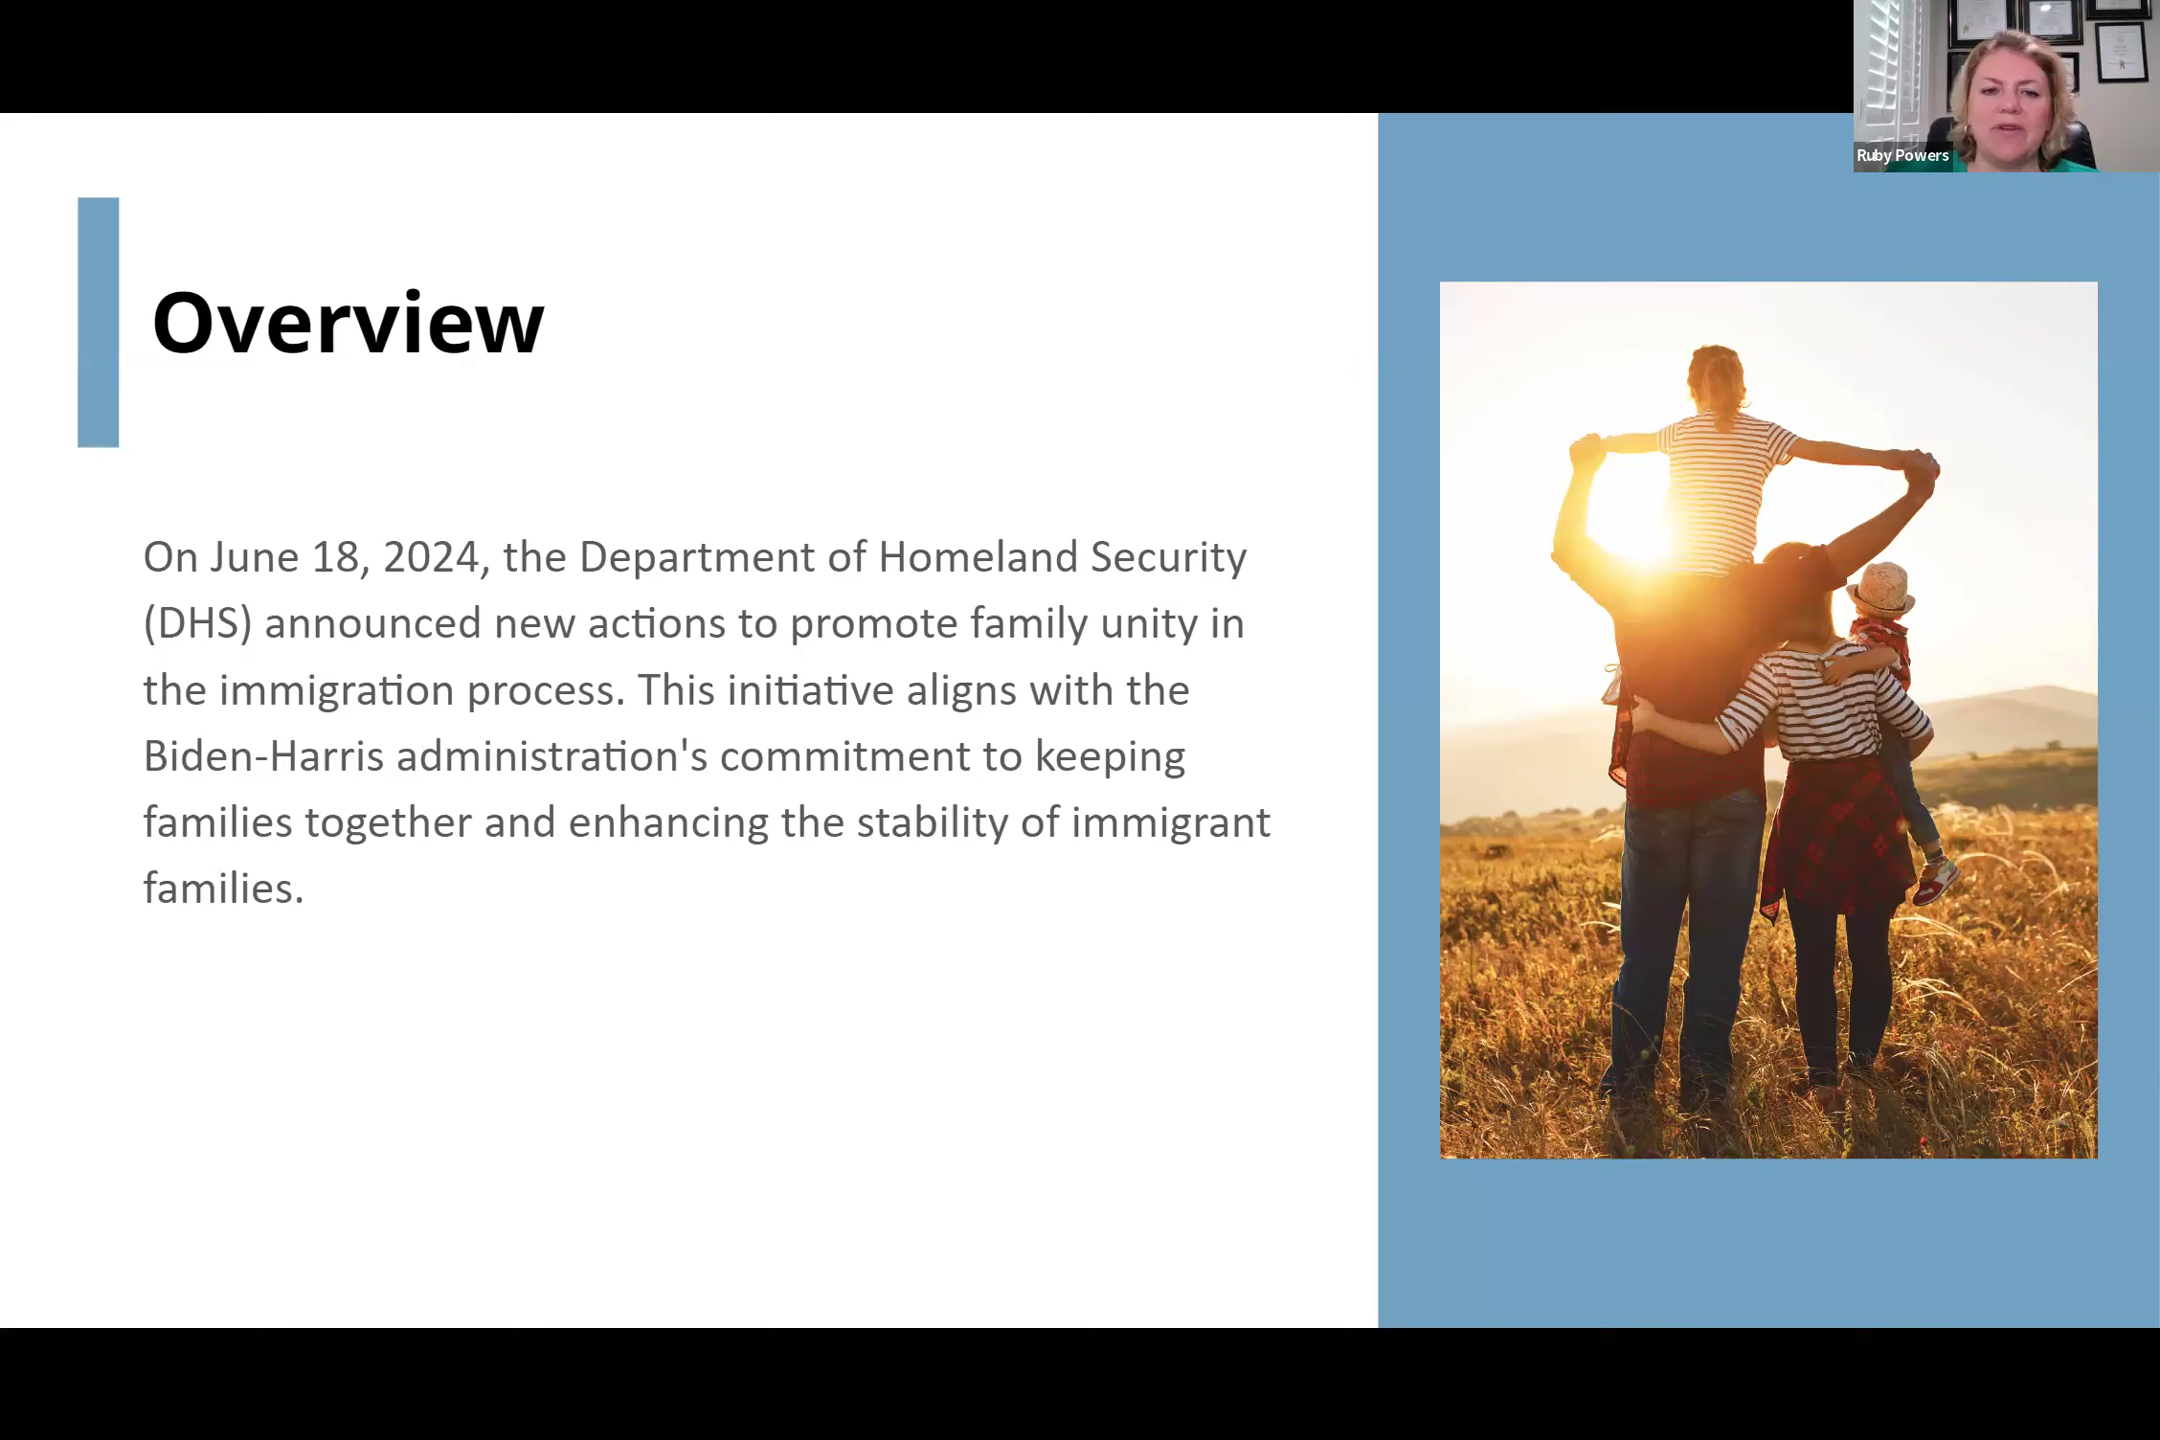 Ruby Powers
Overview
On June 18, 2024, the Department of Homeland Security
(DHS) announced new actions to promote family unity in
the immigration process. This initiative aligns with the
Biden-Harris administration's commitment to keeping
families together and enhancing the stability of immigrant
families.